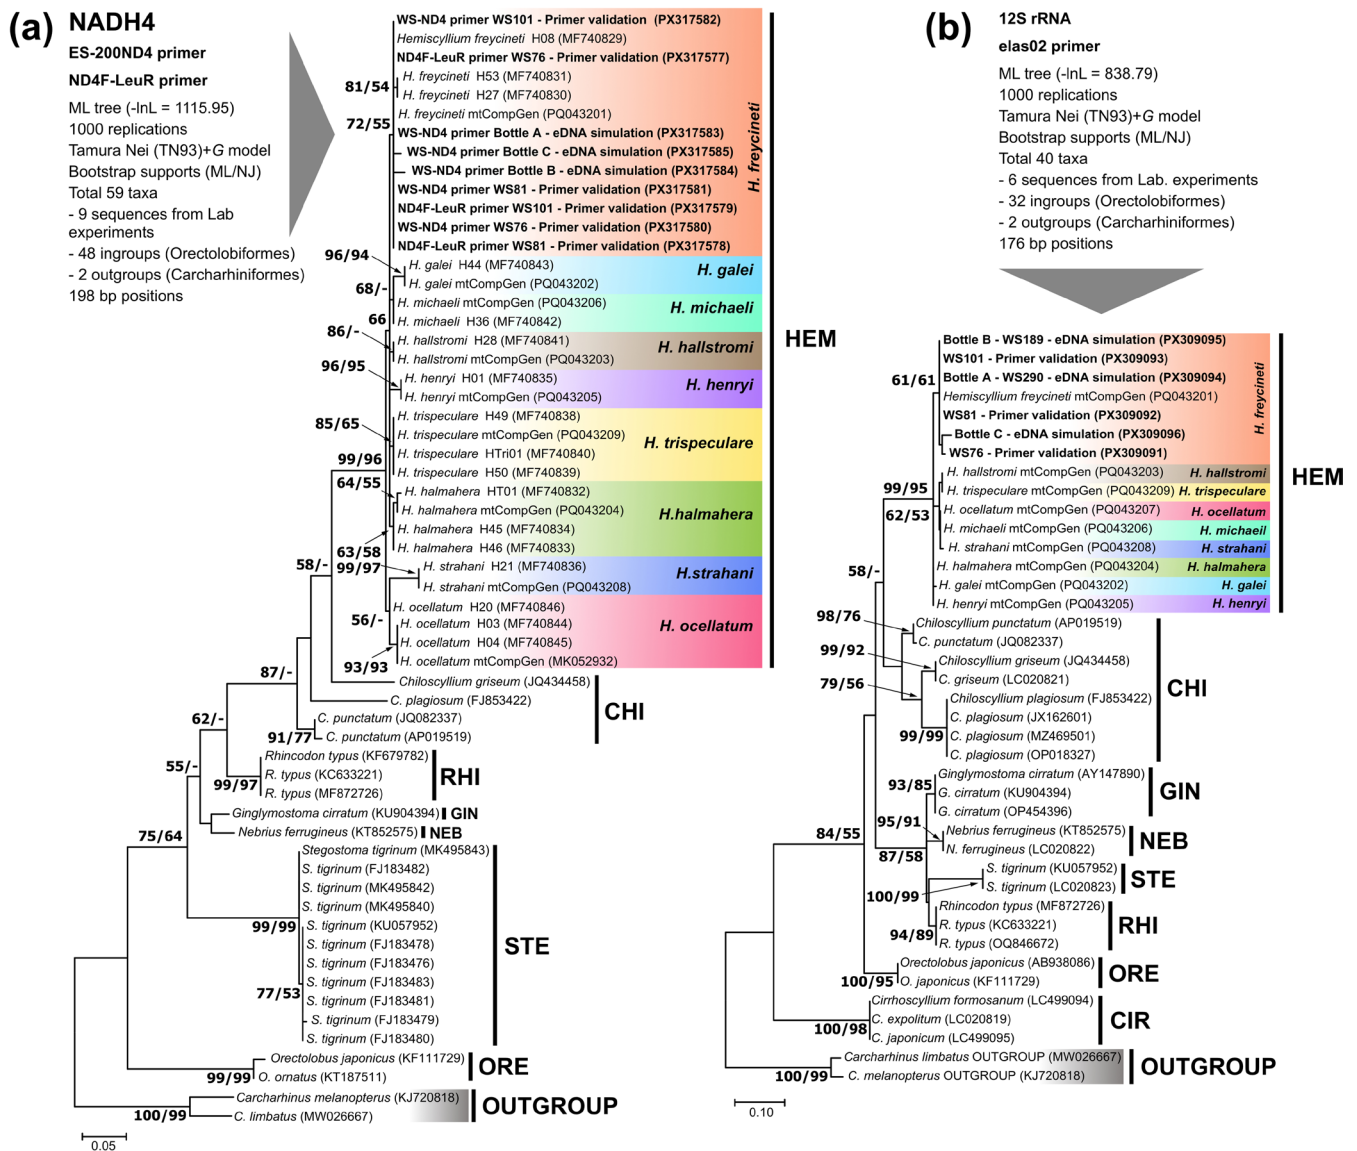 (a)
NADH4
ES-200ND4 primer
ND4F-LeuR primer
ML tree (-lnL = 1115.95)
1000 replications
Tamura Nei (TN93)+G model
Bootstrap supports (ML/NJ)
Total 59 taxa
- 9 sequences from Lab
experiments
- 48 ingroups (Orectolobiformes)
- 2 outgroups (Carcharhiniformes)
198 bp positions
WS-ND4 primer WS101 - Primer validation (PX317582)
Hemiscyllium freycineti H08 (MF740829)
ND4F-LeuR primer WS76 - Primer validation (PX317577)
H. freycineti H53 (MF740831)
81/54
H. freycineti H27 (MF740830)
H. freycineti mtCompGen (PQ043201)
72/55
WS-ND4 primer Bottle A - eDNA simulation (PX317583)
WS-ND4 primer Bottle C - eDNA simulation (PX317585)
WS-ND4 primer Bottle B - eDNA simulation (PX317584)
WS-ND4 primer WS81 - Primer validation (PX317581)
ND4F-LeuR primer WS101 - Primer validation (PX317579)
WS-ND4 primer WS76 - Primer validation (PX317580)
ND4F-LeuR primer WS81 - Primer validation (PX317578)
H. freycineti
96/94
H. galei H44 (MF740843)
H. galei mtCompGen (PQ043202)
H. galei
68/-
H. michaeli mtCompGen (PQ043206)
H. michaeli H36 (MF740842)
H. michaeli
66
86/-
H. hallstromi H28 (MF740841)
H. hallstromi mtCompGen (PQ043203)
H. hallstromi
96/95
H. henryi H01 (MF740835)
H. henryi mtCompGen (PQ043205)
H. henryi
85/65
H. trispeculare H49 (MF740838)
H. trispeculare mtCompGen (PQ043209)
H. trispeculare HTri01 (MF740840)
H. trispeculare H50 (MF740839)
H. trispeculare
99/96
64/55
H. halmahera HT01 (MF740832)
H. halmahera mtCompGen (PQ043204)
H. halmahera H45 (MF740834)
H. halmahera H46 (MF740833)
H.halmahera
63/58
99/97
H. strahani H21 (MF740836)
H. strahani mtCompGen (PQ043208)
H.strahani
58/-
56/-
H. ocellatum H20 (MF740846)
H. ocellatum H03 (MF740844)
H. ocellatum H04 (MF740845)
H. ocellatum mtCompGen (MK052932)
H. ocellatum
93/93
HEM
87/-
Chiloscyllium griseum (JQ434458)
C. plagiosum (FJ853422)
C. punctatum (JQ082337)
C. punctatum (AP019519)
91/77
CHI
62/-
Rhincodon typus (KF679782)
R. typus (KC633221)
R. typus (MF872726)
99/97
RHI
55/-
Ginglymostoma cirratum (KU904394)
GIN
Nebrius ferrugineus (KT852575)
NEB
75/64
Stegostoma tigrinum (MK495843)
S. tigrinum (FJ183482)
S. tigrinum (MK495842)
S. tigrinum (MK495840)
99/99
S. tigrinum (KU057952)
S. tigrinum (FJ183478)
S. tigrinum (FJ183476)
S. tigrinum (FJ183483)
77/53
S. tigrinum (FJ183481)
S. tigrinum (FJ183479)
S. tigrinum (FJ183480)
STE
Orectolobus japonicus (KF111729)
O. ornatus (KT187511)
99/99
ORE
Carcharhinus melanopterus (KJ720818)
C. limbatus (MW026667)
100/99
OUTGROUP
0.05
(b)
12S rRNA
elas02 primer
ML tree (-lnL = 838.79)
1000 replications
Tamura Nei (TN93)+G model
Bootstrap supports (ML/NJ)
Total 40 taxa
- 6 sequences from Lab. experiments
- 32 ingroups (Orectolobiformes)
- 2 outgroups (Carcharhiniformes)
176 bp positions
Bottle B - WS189 - eDNA simulation (PX309095)
WS101 - Primer validation (PX309093)
61/61
Bottle A - WS290 - eDNA simulation (PX309094)
Hemiscyllium freycineti mtCompGen (PQ043201)
WS81 - Primer validation (PX309092)
Bottle C - eDNA simulation (PX309096)
WS76 - Primer validation (PX309091)
H. freycineti
H. hallstromi mtCompGen (PQ043203) H. hallstromi
99/95
H. trispeculare mtCompGen (PQ043209) H. trispeculare
62/53
H. ocellatum mtCompGen (PQ043207) H. ocellatum
H. michaeli mtCompGen (PQ043206) H. michaeil
H. strahani mtCompGen (PQ043208) H. strahani
H. halmahera mtCompGen (PQ043204) H. halmahera
H. galei mtCompGen (PQ043202) H. galei
H. henryi mtCompGen (PQ043205) H. henryi
HEM
58/-
98/76
Chiloscyllium punctatum (AP019519)
C. punctatum (JQ082337)
99/92
Chiloscyllium griseum (JQ434458)
C. griseum (LC020821)
79/56
Chiloscyllium plagiosum (FJ853422)
C. plagiosum (JX162601)
C. plagiosum (MZ469501)
C. plagiosum (OP018327)
99/99
CHI
93/85
Ginglymostoma cirratum (AY147890)
G. cirratum (KU904394)
G. cirratum (OP454396)
GIN
95/91
Nebrius ferrugineus (KT852575)
N. ferrugineus (LC020822)
NEB
84/55
87/58
S. tigrinum (KU057952)
S. tigrinum (LC020823)
STE
100/99
Rhincodon typus (MF872726)
R. typus (KC633221)
R. typus (OQ846672)
94/89
RHI
Orectolobus japonicus (AB938086)
O. japonicus (KF111729)
100/95
ORE
Cirrhoscyllium formosanum (LC499094)
C. expolitum (LC020819)
C. japonicum (LC499095)
100/98
CIR
Carcharhinus limbatus OUTGROUP (MW026667)
C. melanopterus OUTGROUP (KJ720818)
100/99
OUTGROUP
0.10